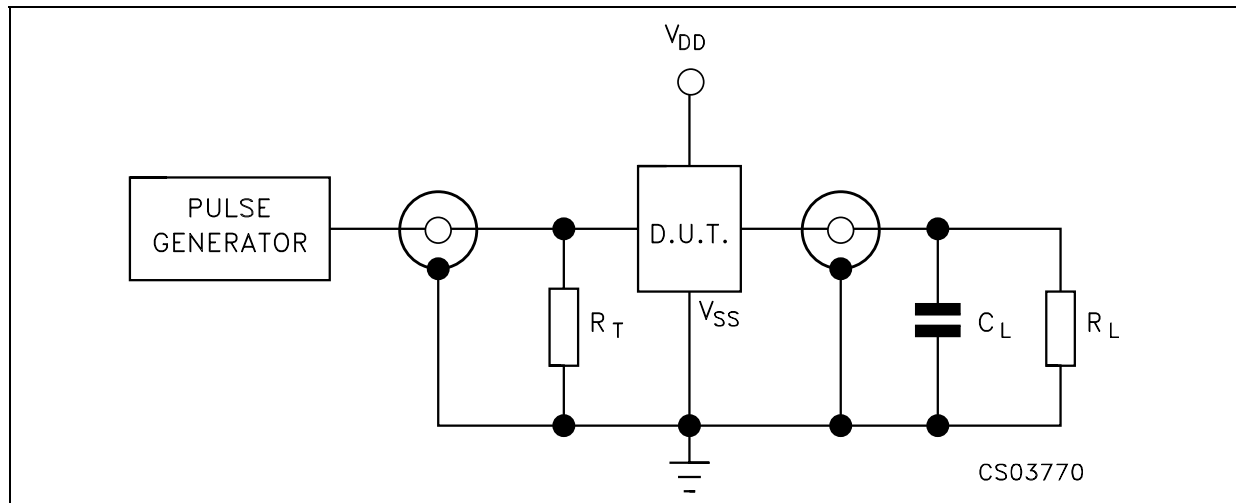 VDD
PULSE
GENERATOR
D.U.T.
VSS
RT
CL
RL
CS03770